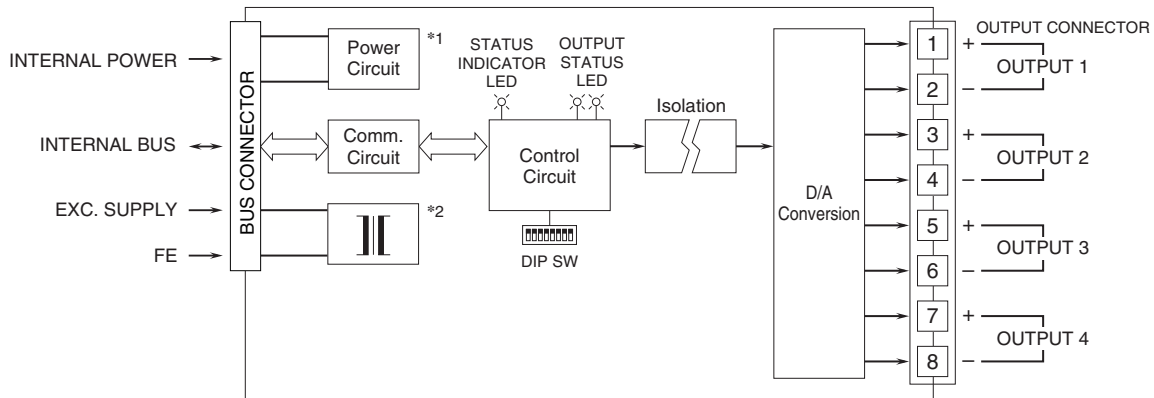 INTERNAL POWER
INTERNAL BUS
EXC. SUPPLY
FE
BUS CONNECTOR
Power
Circuit
*1
Comm.
Circuit
*2
STATUS
INDICATOR
LED
OUTPUT
STATUS
LED
Control
Circuit
DIP SW
Isolation
D/A
Conversion
OUTPUT CONNECTOR
1 +
OUTPUT 1
2 –
3 +
OUTPUT 2
4 –
5 +
OUTPUT 3
6 –
7 +
OUTPUT 4
8 –